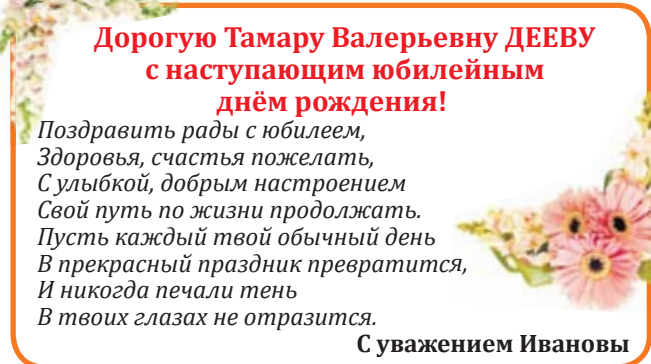 Дорогую Тамару Валерьевну ДЕЕВУ
с наступающим юбилейным
днём рождения!
Поздравить рады с юбилеем,
Здоровья, счастья пожелать,
С улыбкой, добрым настроением
Свой путь по жизни продолжать.
Пусть каждый твой обычный день
В прекрасный праздник превратится,
И никогда печали тень
В твоих глазах не отразится.
С уважением Ивановы